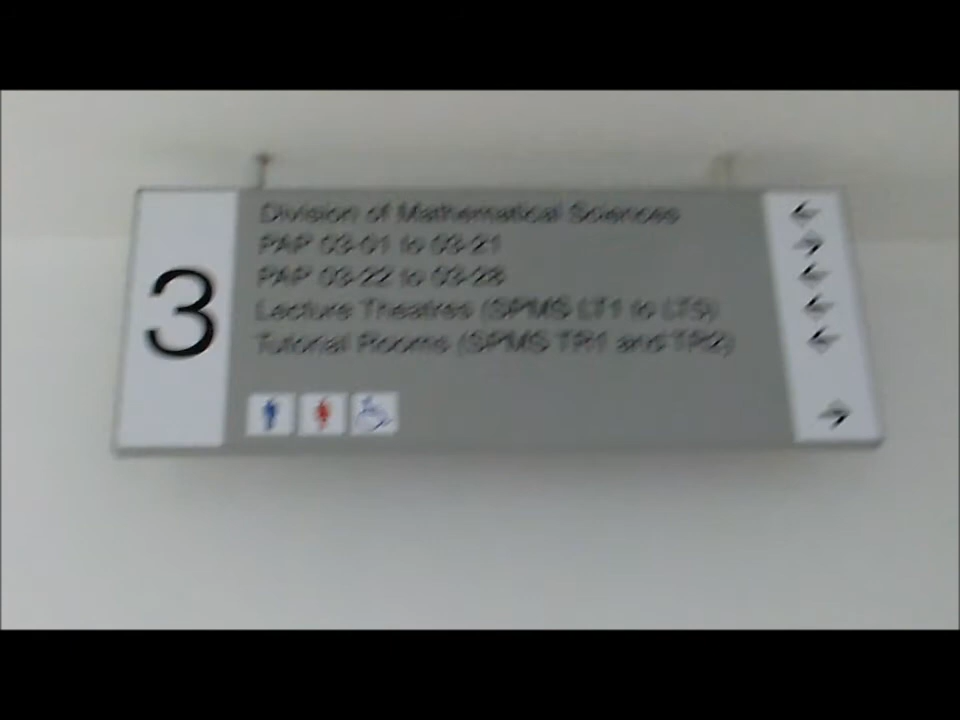 3
Division of Mathematical Sciences
PAP 03-01 to 03-21
PAP 03-22 to 03-28
Lecture Theatres (SPMS LT1 to LT5)
Tutorial Rooms (SPMS TR1 and TR2)